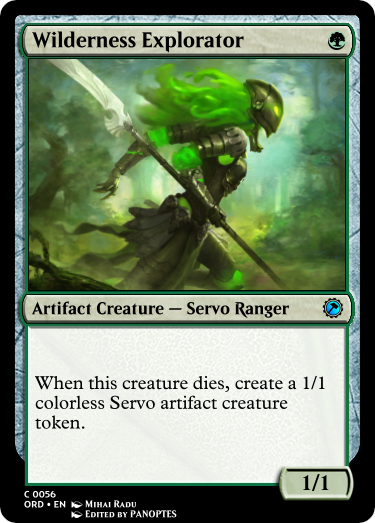 Wilderness Explorator
Artifact Creature — Servo Ranger
When this creature dies, create a 1/1
colorless Servo artifact creature
token.
1/1
C 0056
ORD • EN Mihai Radu
Edited by PANOPTES